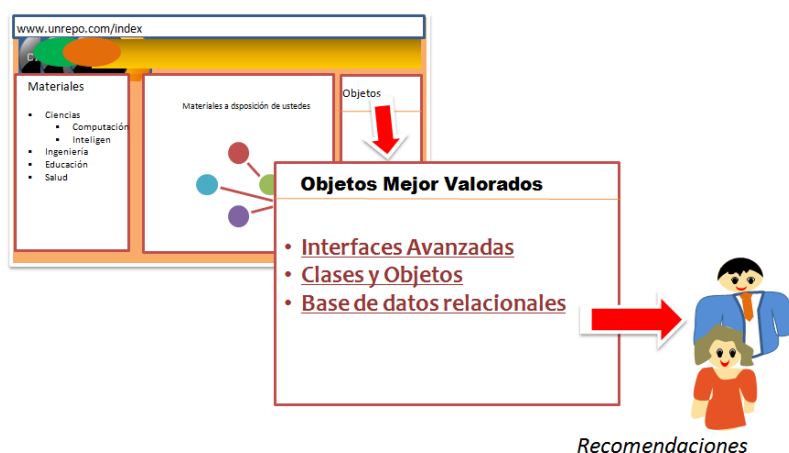 www.unrepo.com/index
Materiales
Ciencias
Computación
Inteligen
Ingeniería
Educación
Salud
Materiales a dsposición de ustedes
Objetos
Objetos Mejor Valorados
Interfaces Avanzadas
Clases y Objetos
Base de datos relacionales
Recomendaciones